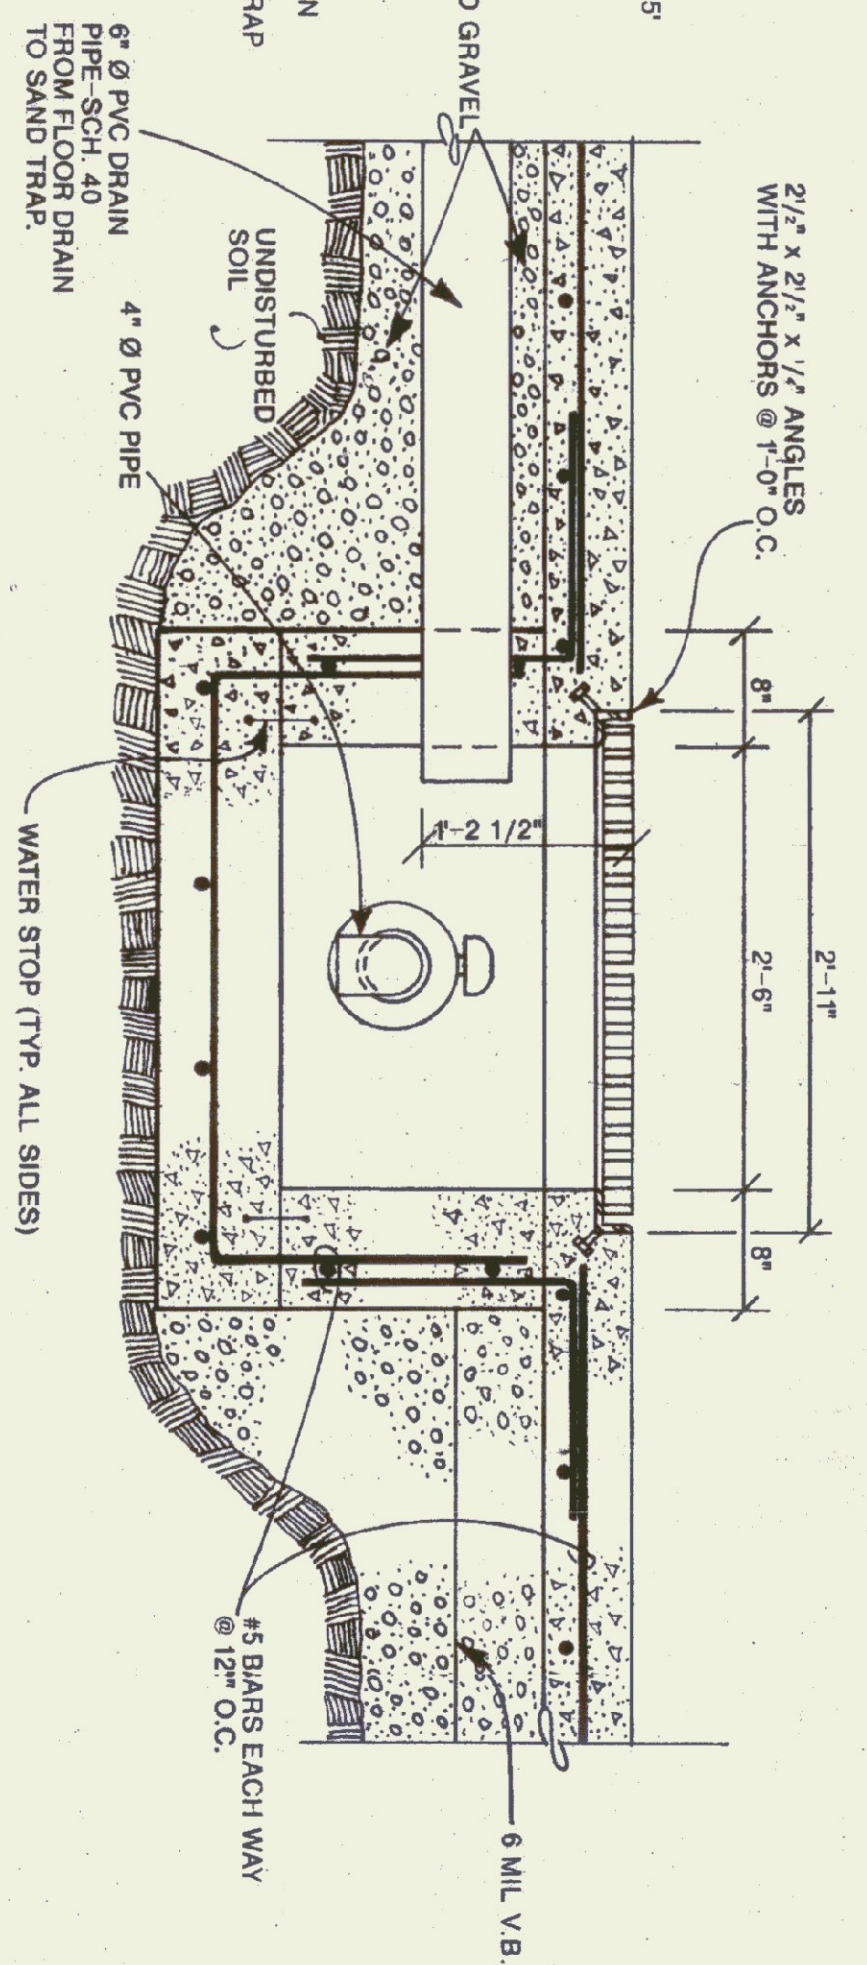 5'
GRAVEL
2½" X 2½" X ¼" ANGLES
WITH ANCHORS @ 1'-0" O.C.
8"
2'-11"
2'-6"
8"
1'-2 1/2"
UNDISTURBED
SOIL
6" Ø PVC DRAIN
PIPE-SCH. 40
FROM FLOOR DRAIN
TO SAND TRAP.
4" Ø PVC PIPE
WATER STOP (TYP. ALL SIDES)
#5 BARS EACH WAY
@ 12" O.C.
6 MIL V.B.